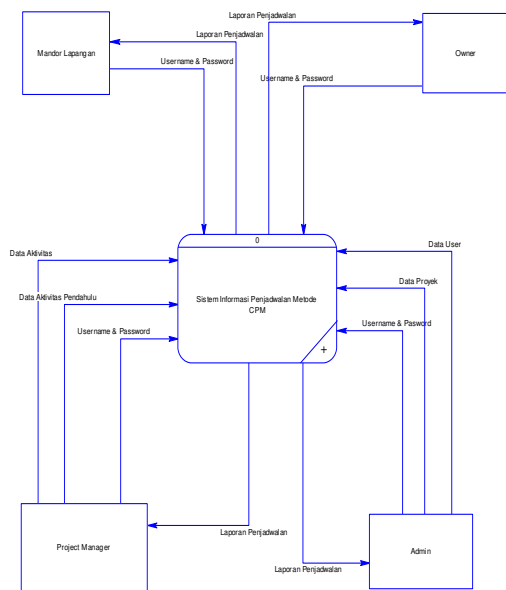 Laporan Penjadwalan
Laporan Penjadwalan
Mandor Lapangan
Owner
Username & Password
Username & Password
0
Data User
Data Aktivitas
Data Proyek
Sistem Informasi Penjadwalan Metode
CPM
Data Aktivitas Pendahulu
Username & Password
Username & Pasword
+
Laporan Penjadwalan
Project Manager
Admin
Laporan Penjadwalan